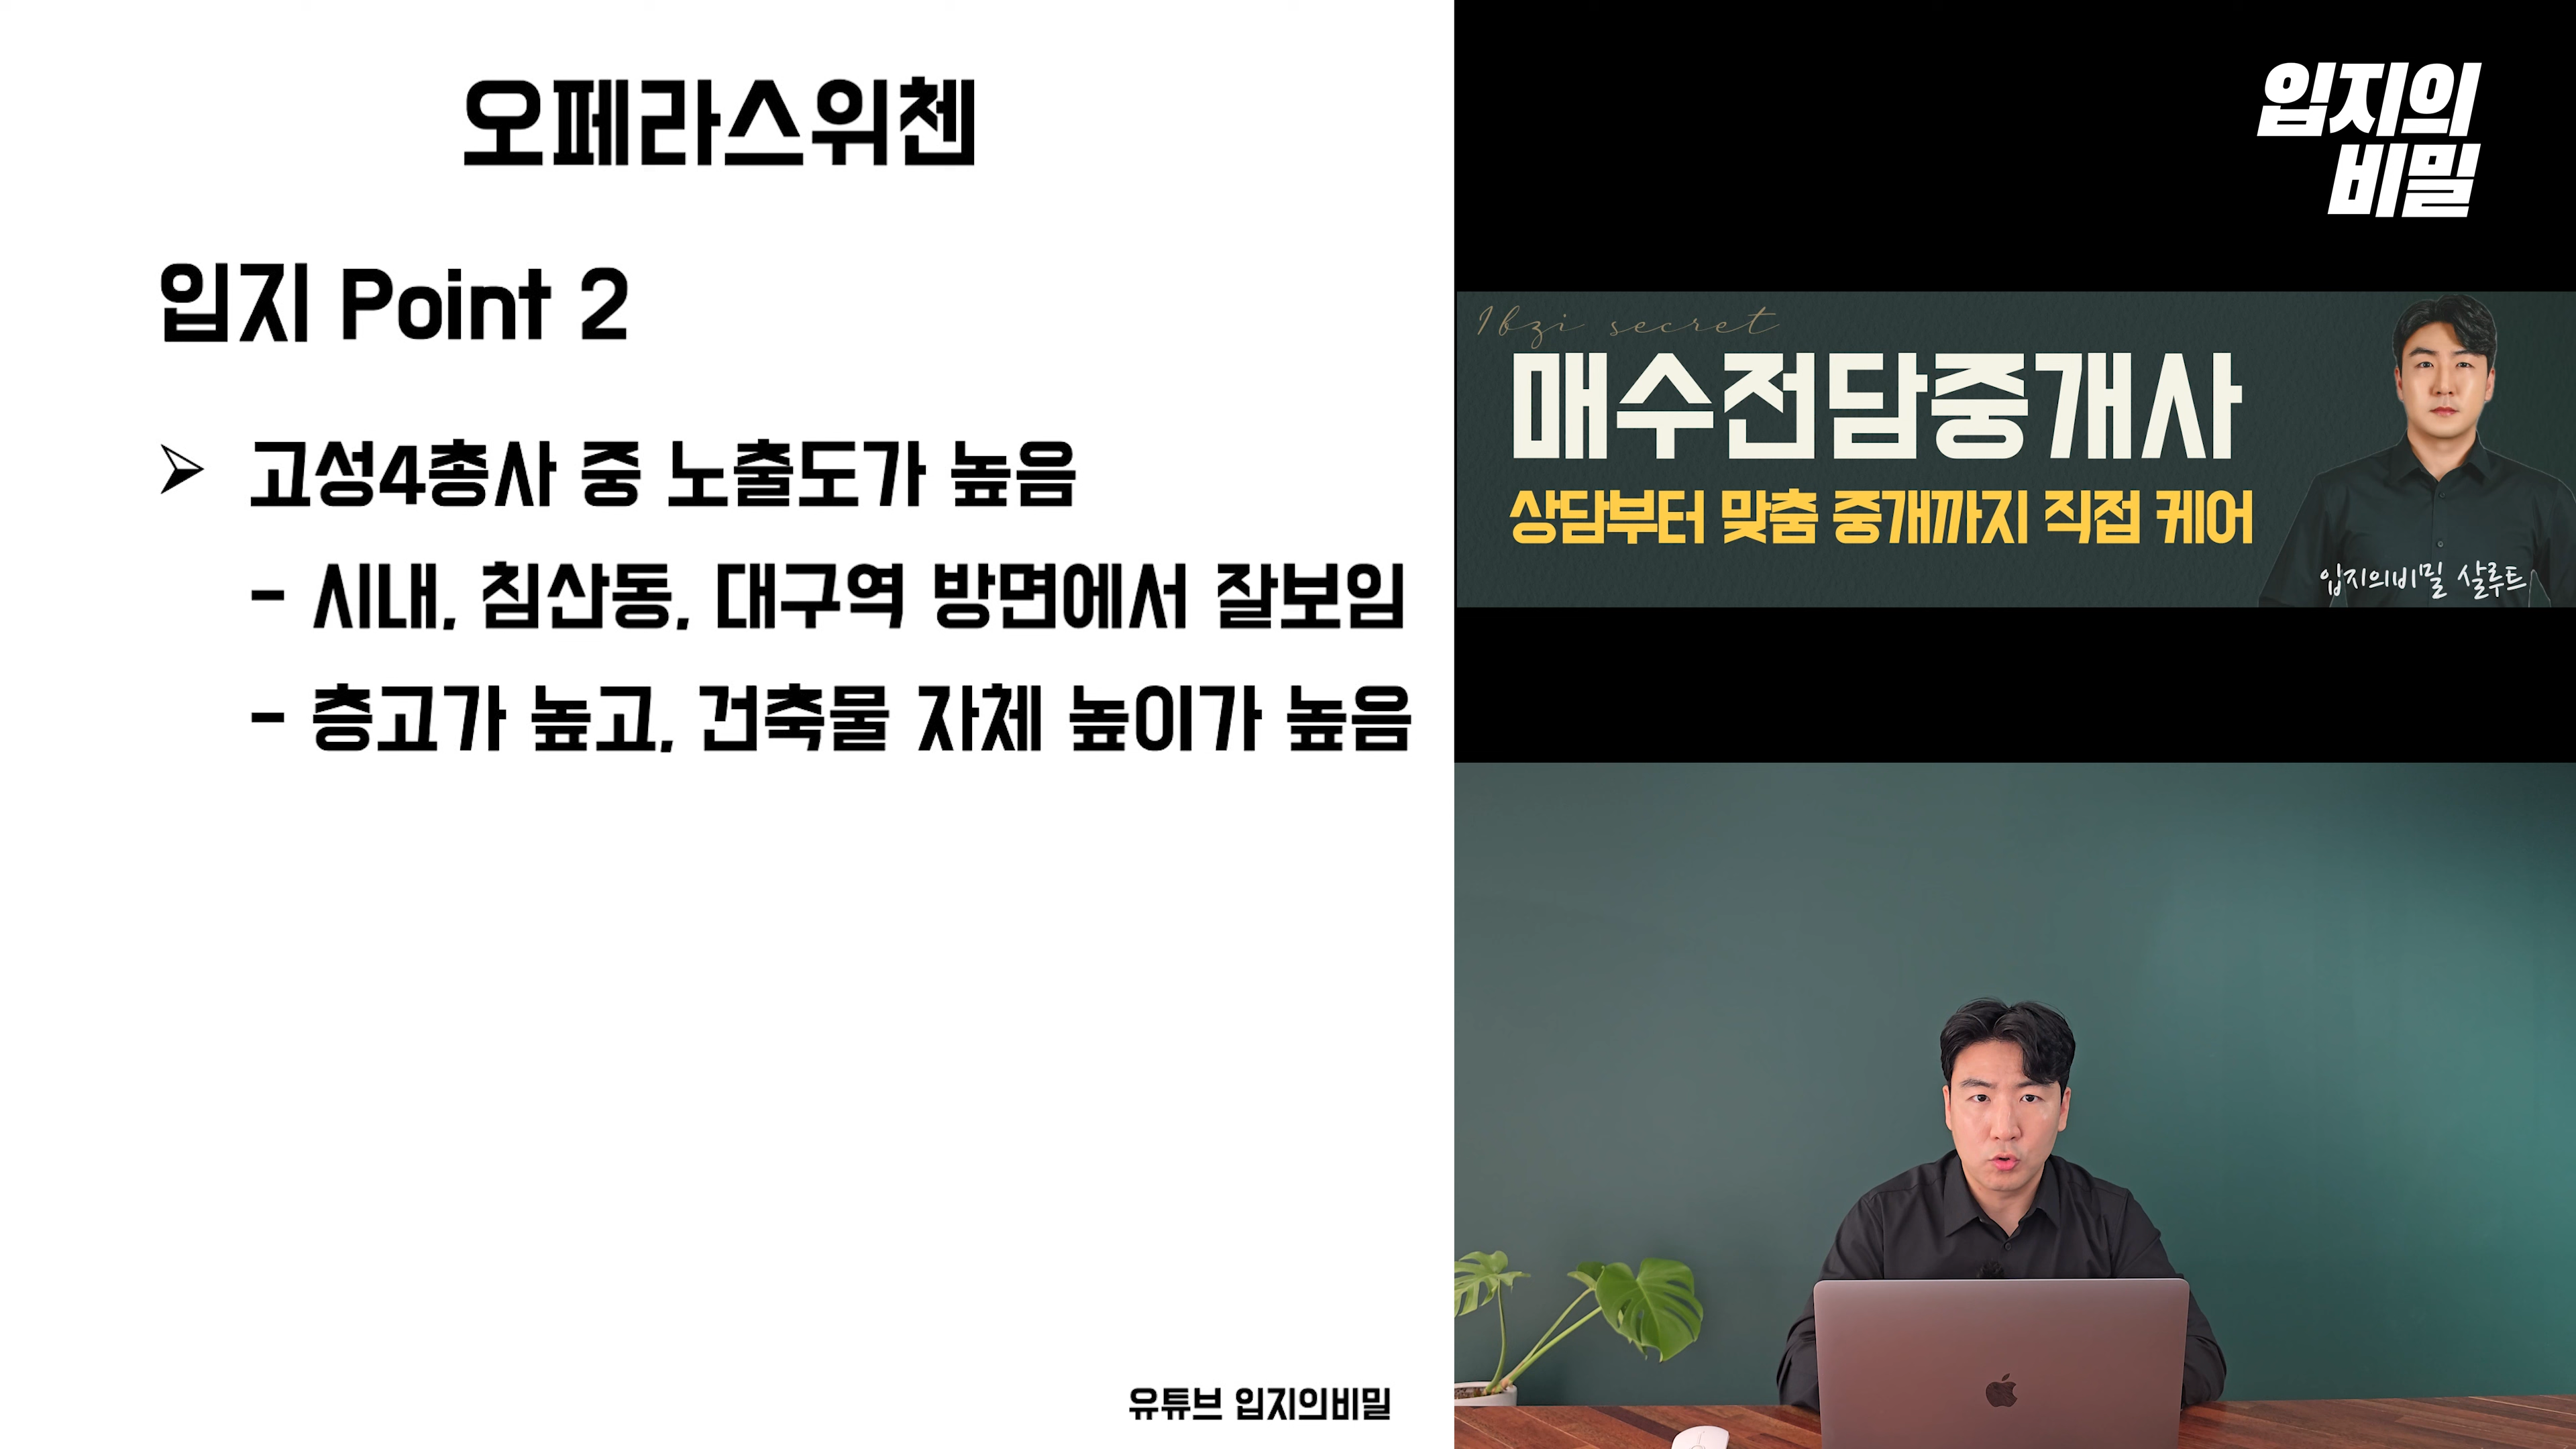 오페라스위첸
입지 Point 2
➢ 고성4총사 중 노출도가 높음
- 시내, 침산동, 대구역 방면에서 잘보임
- 층고가 높고, 건축물 자체 높이가 높음
유튜브 입지의비밀
입지의
비밀
Ibzi secret
매수전담중개사
상담부터 맞춤 중개까지 직접 케어
입지의비밀 살루트